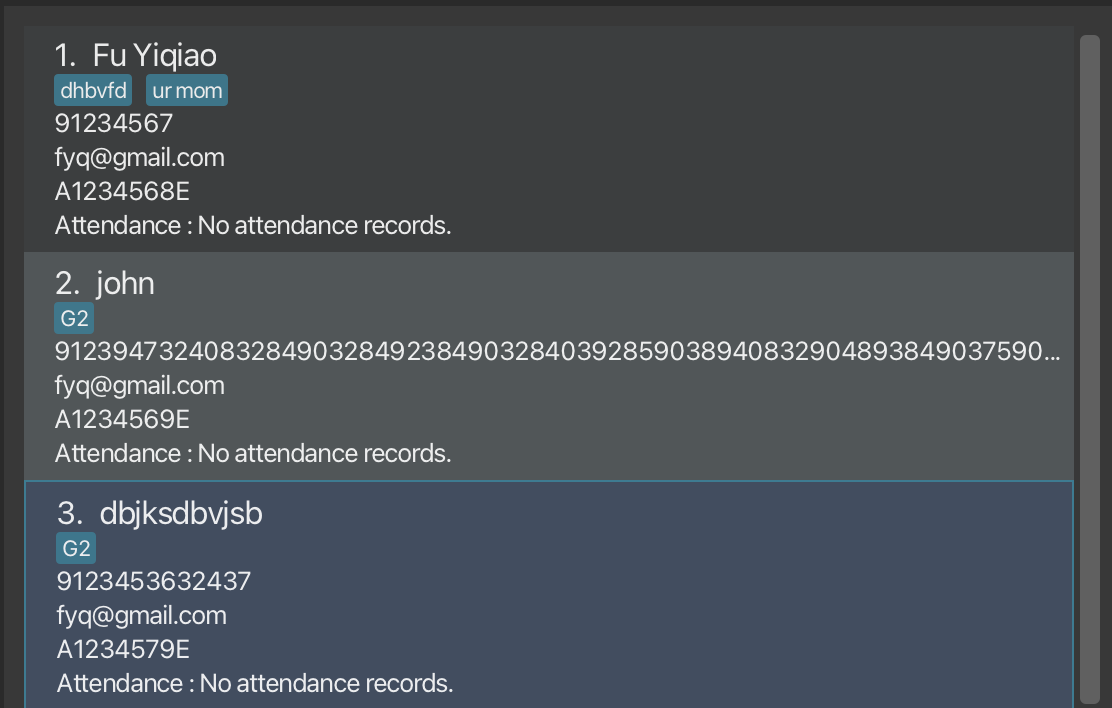 1. Fu Yiqiao
dhbvfd ur mom
91234567
fyq@gmail.com
A1234568E
Attendance : No attendance records.
2. john
G2
9123947324083284903284923849032840392859038940832904893849037590...
fyq@gmail.com
A1234569E
Attendance : No attendance records.
3. dbjksdbvjsb
G2
9123453632437
fyq@gmail.com
A1234579E
Attendance : No attendance records.